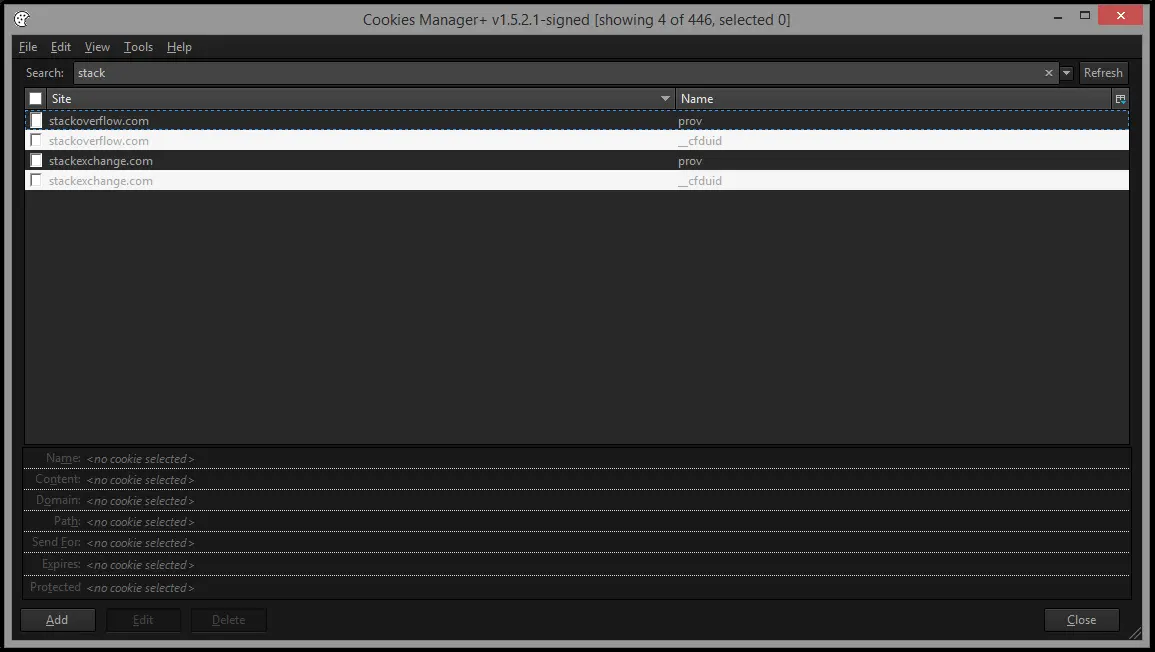 Cookies Manager+ v1.5.2.1-signed [showing 4 of 446, selected 0]
File Edit View Tools Help
Search: stack Refresh
Site Name
stackoverflow.com prov
stackoverflow.com __cfduid
stackexchange.com prov
stackexchange.com __cfduid
Name: <no cookie selected>
Content: <no cookie selected>
Domain: <no cookie selected>
Path: <no cookie selected>
Send For: <no cookie selected>
Expires: <no cookie selected>
Protected <no cookie selected>
Add Edit Delete Close